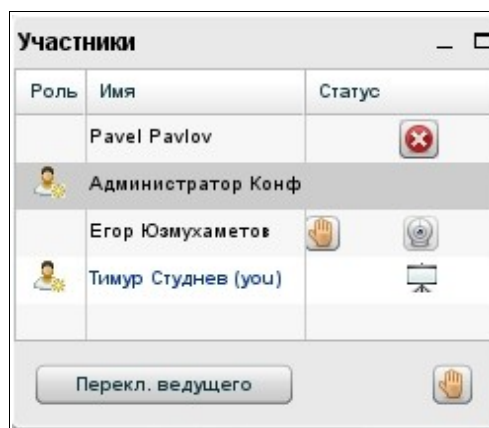 Участники
Роль Имя Статус
Pavel Pavlov
Администратор Конф
Егор Юзмухаметов
Тимур Студнев (you)
Перекл. ведущего